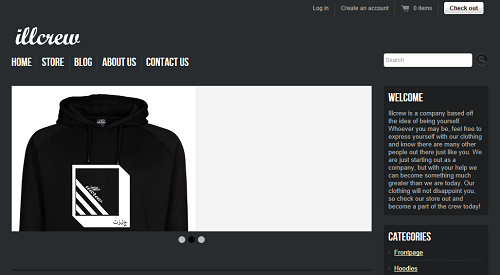 Log in
Create an account
0 items
Check out
illcrew
HOME
STORE
BLOG
ABOUT US
CONTACT US
Search
WELCOME
Illcrew is a company based off
the idea of being yourself.
Whoever you may be, feel free to
express yourself with our clothing
and know there are many other
people out there just like you. We
are just starting out as a
company, but with your help we
can become something much
greater than we are today. Our
clothing will not disappoint you,
so check our store out and
become a part of the crew today!
CATEGORIES
Frontpage
Hoodies